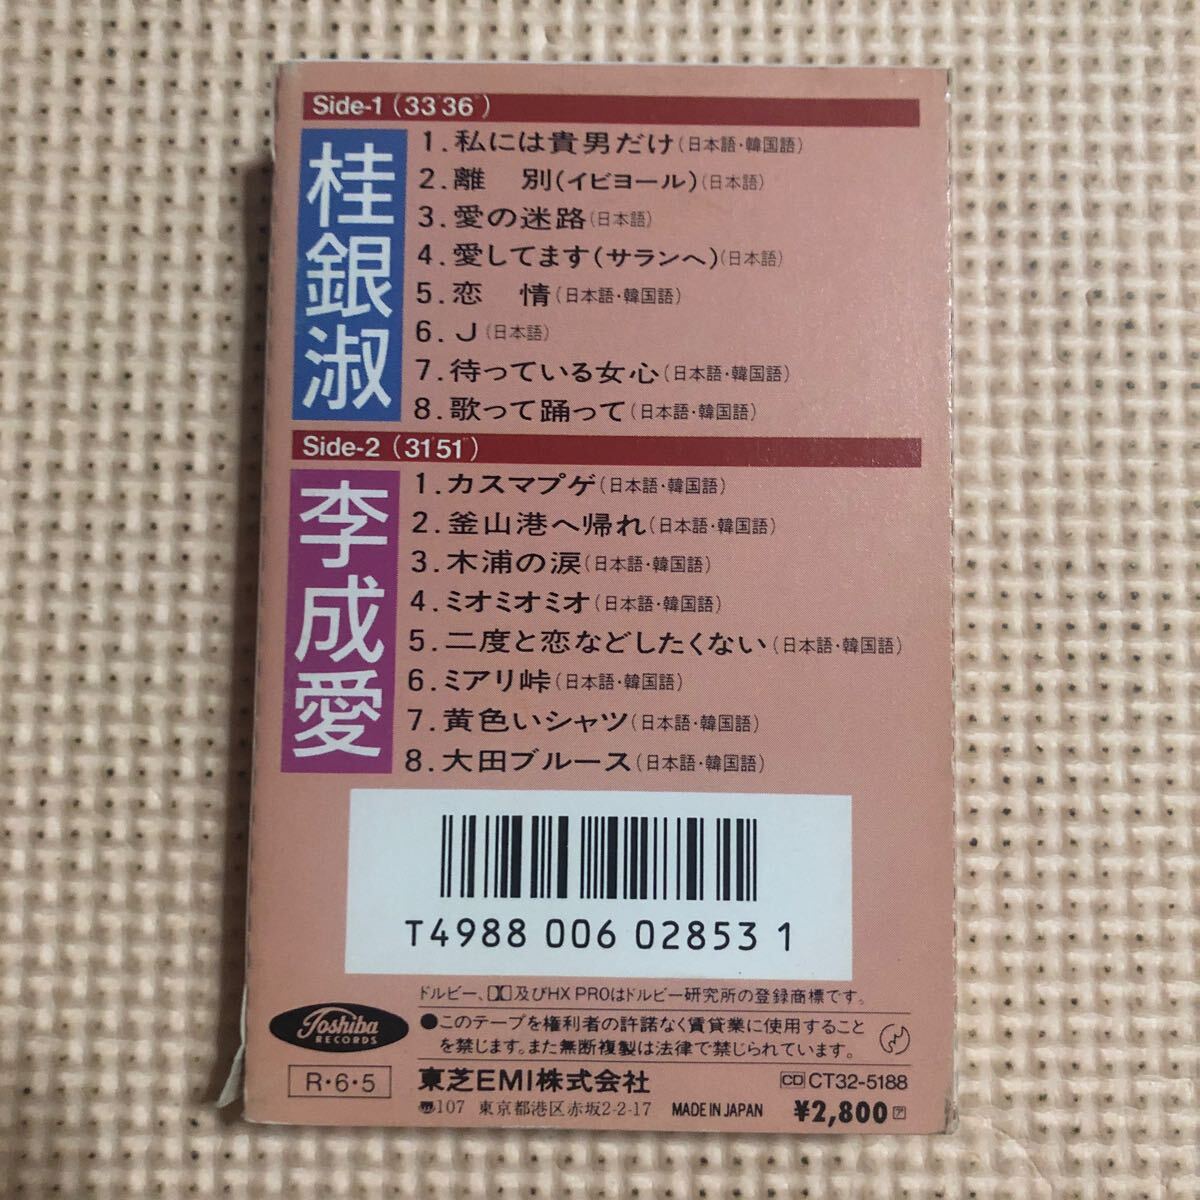 Side-1 (33'36")
桂銀淑
1.私には貴男だけ(日本語・韓国語)
2.離　別(イビヨール)(日本語)
3.愛の迷路(日本語)
4.愛してます(サランヘ)(日本語)
5.恋　情(日本語・韓国語)
6.J(日本語)
7.待っている女心(日本語・韓国語)
8.歌って踊って(日本語・韓国語)
Side-2 (31'51")
李成愛
1.カスマプゲ(日本語・韓国語)
2.釜山港へ帰れ(日本語・韓国語)
3.木浦の涙(日本語・韓国語)
4.ミオミオミオ(日本語・韓国語)
5.二度と恋などしたくない(日本語・韓国語)
6.ミアリ峠(日本語・韓国語)
7.黄色いシャツ(日本語・韓国語)
8.大田ブルース(日本語・韓国語)
T4988 006 02853 1
ドルビー、及びHX PROはドルビー研究所の登録商標です。
Toshiba
RECORDS
●このテープを権利者の許諾なく賃貸業に使用すること
を禁じます。また無断複製は法律で禁じられています。
R・6・5
東芝EMI株式会社
CD CT32-5188
〠107 東京都港区赤坂2-2-17 MADE IN JAPAN ¥2,800